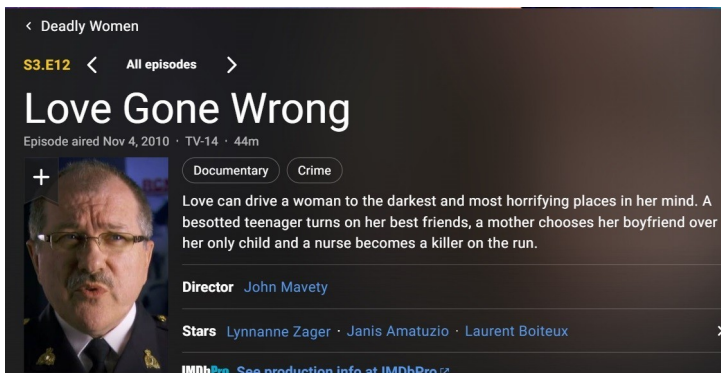 ‹ Deadly Women
S3.E12 All episodes
Love Gone Wrong
Episode aired Nov 4, 2010 · TV-14 · 44m
Documentary Crime
Love can drive a woman to the darkest and most horrifying places in her mind. A
besotted teenager turns on her best friends, a mother chooses her boyfriend over
her only child and a nurse becomes a killer on the run.
Director John Mavety
Stars Lynnanne Zager · Janis Amatuzio · Laurent Boiteux
IMDbPro See production info at IMDbPro